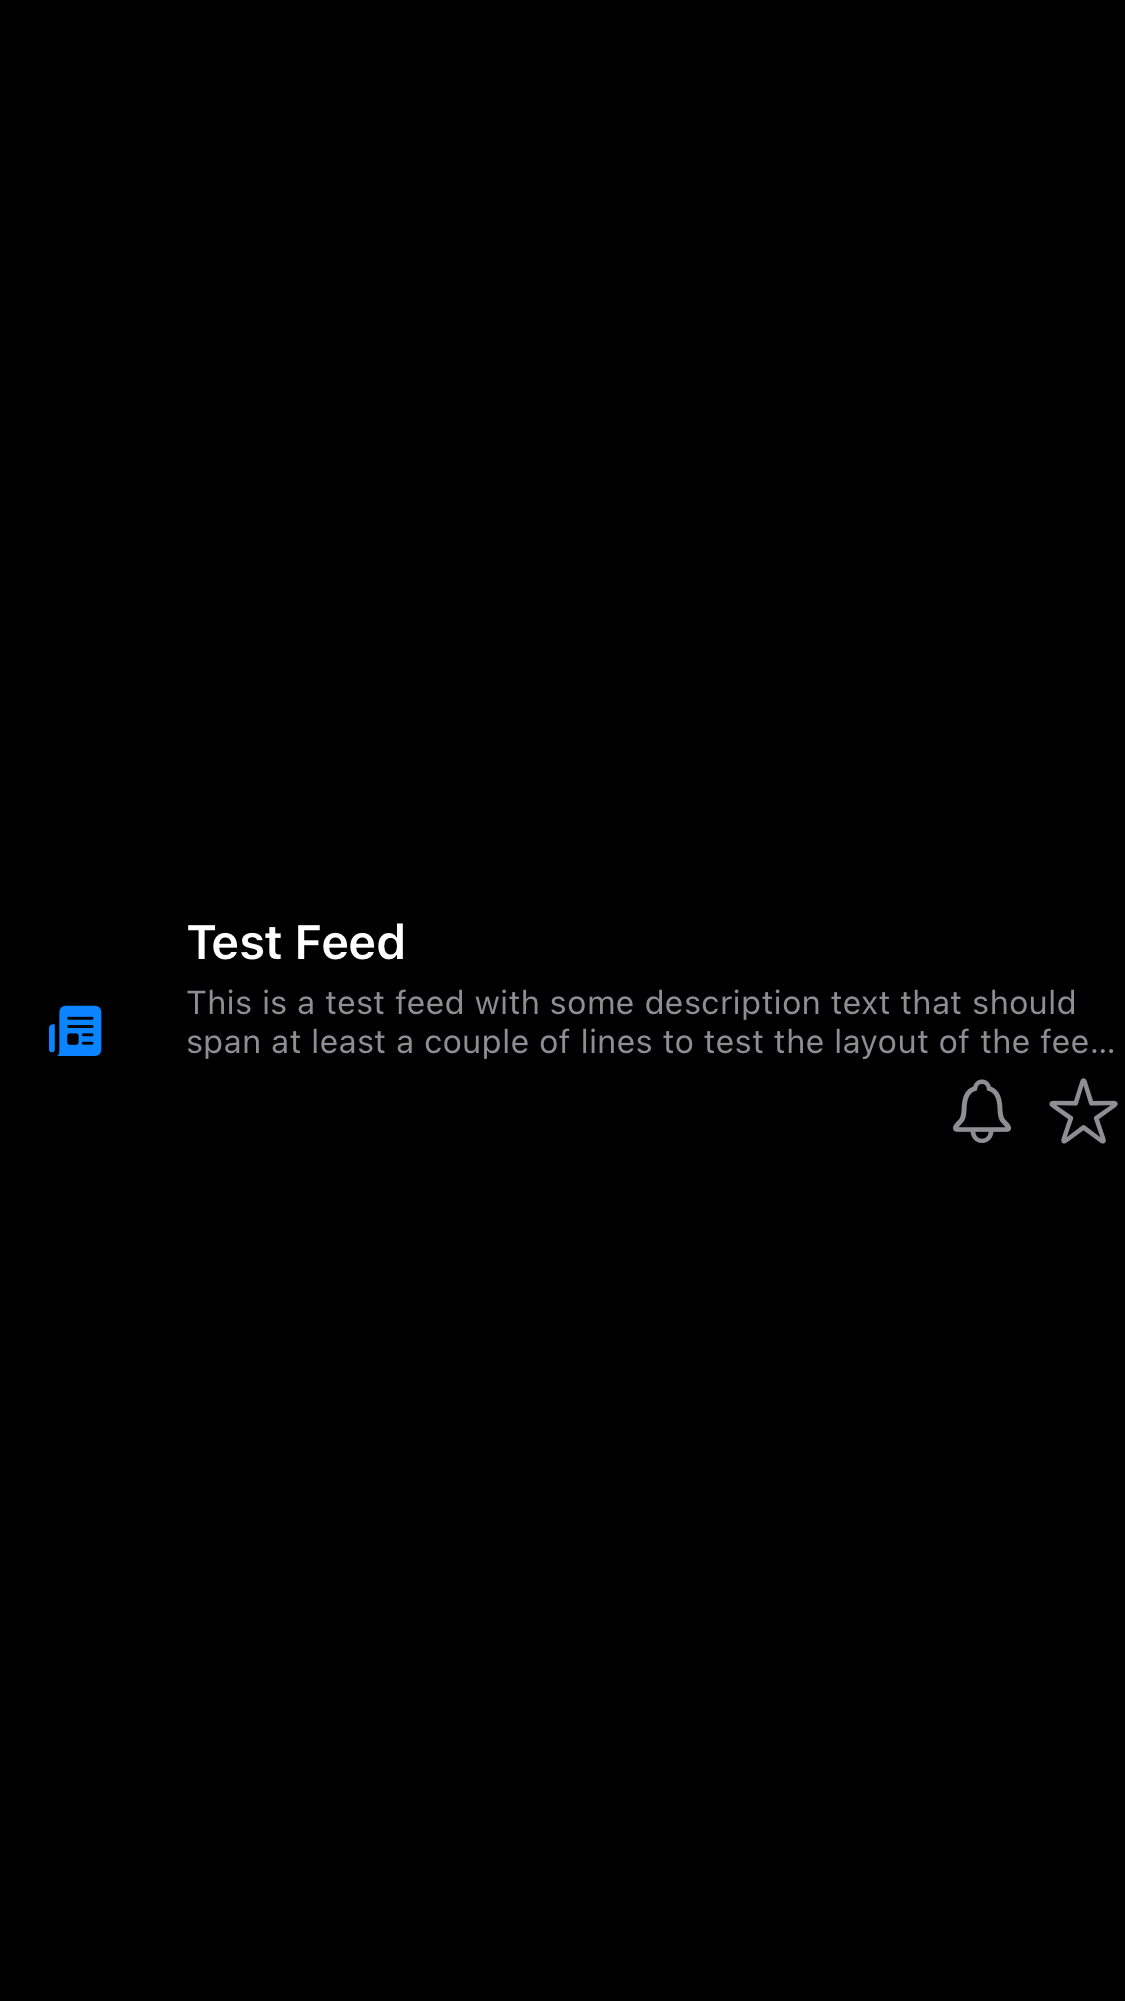 Test Feed
This is a test feed with some description text that should
span at least a couple of lines to test the layout of the fee...